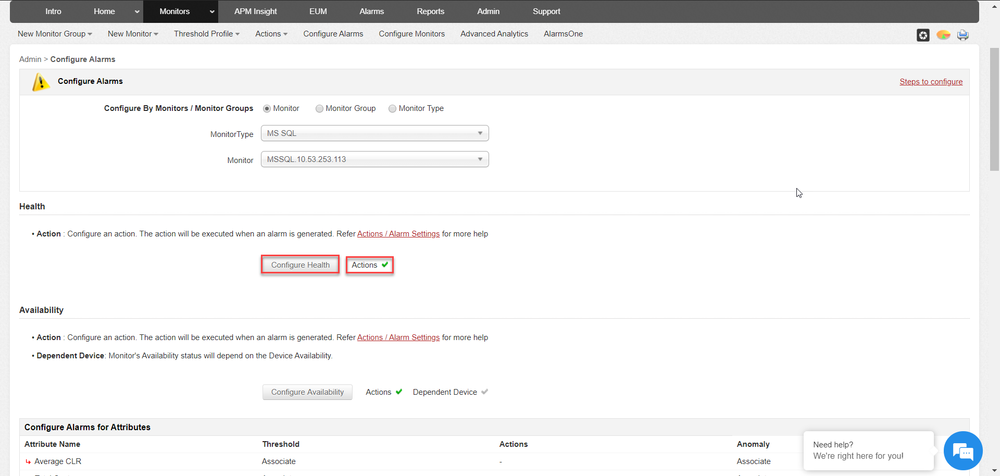 Intro Home Monitors APM Insight EUM Alarms Reports Admin Support
New Monitor Group New Monitor Threshold Profile Actions Configure Alarms Configure Monitors Advanced Analytics AlarmsOne
Admin > Configure Alarms
Configure Alarms
Steps to configure
Configure By Monitors / Monitor Groups Monitor Monitor Group Monitor Type
MonitorType MS SQL
Monitor MSSQL.10.53.253.113
Health
• Action : Configure an action. The action will be executed when an alarm is generated. Refer Actions / Alarm Settings for more help
Configure Health Actions
Availability
• Action : Configure an action. The action will be executed when an alarm is generated. Refer Actions / Alarm Settings for more help
• Dependent Device: Monitor's Availability status will depend on the Device Availability.
Configure Availability Actions Dependent Device
Configure Alarms for Attributes
Attribute Name Threshold Actions Anomaly
Average CLR Associate - Associate
Need help?
We're right here for you!